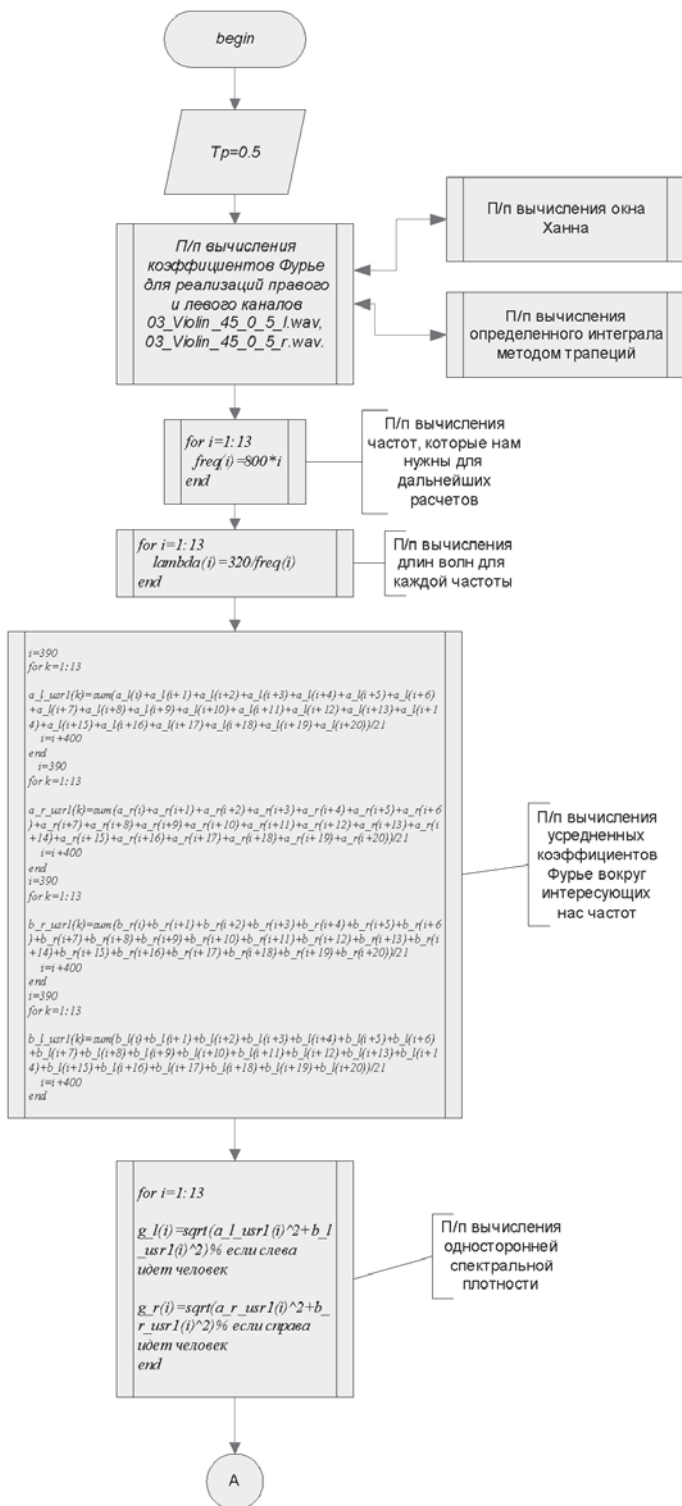 begin
Tp=0.5
П/п вычисления
коэффициентов Фурье
для реализаций правого
и левого каналов
03_Violin_45_0_5_l.wav,
03_Violin_45_0_5_r.wav.
П/п вычисления окна
Ханна
П/п вычисления
определенного интеграла
методом трапеций
for i=1:13
freq(i)=800*i
end
П/п вычисления
частот, которые нам
нужны для
дальнейших
расчетов
for i=1:13
lambda(i)=320/freq(i)
end
П/п вычисления
длин волн для
каждой частоты
i=390
for k=1:13
a_l_usr1(k)=sum(a_l(i)+a_l(i+1)+a_l(i+2)+a_l(i+3)+a_l(i+4)+a_l(i+5)+a_l(i+6)
+a_l(i+7)+a_l(i+8)+a_l(i+9)+a_l(i+10)+a_l(i+11)+a_l(i+12)+a_l(i+13)+a_l(i+1
4)+a_l(i+15)+a_l(i+16)+a_l(i+17)+a_l(i+18)+a_l(i+19)+a_l(i+20))/21
i=i+400
end
i=390
for k=1:13
a_r_usr1(k)=sum(a_r(i)+a_r(i+1)+a_r(i+2)+a_r(i+3)+a_r(i+4)+a_r(i+5)+a_r(i+6
)+a_r(i+7)+a_r(i+8)+a_r(i+9)+a_r(i+10)+a_r(i+11)+a_r(i+12)+a_r(i+13)+a_r(i
+14)+a_r(i+15)+a_r(i+16)+a_r(i+17)+a_r(i+18)+a_r(i+19)+a_r(i+20))/21
i=i+400
end
i=390
for k=1:13
b_r_usr1(k)=sum(b_r(i)+b_r(i+1)+b_r(i+2)+b_r(i+3)+b_r(i+4)+b_r(i+5)+b_r(i+6
)+b_r(i+7)+b_r(i+8)+b_r(i+9)+b_r(i+10)+b_r(i+11)+b_r(i+12)+b_r(i+13)+b_r(i
+14)+b_r(i+15)+b_r(i+16)+b_r(i+17)+b_r(i+18)+b_r(i+19)+b_r(i+20))/21
i=i+400
end
i=390
for k=1:13
b_l_usr1(k)=sum(b_l(i)+b_l(i+1)+b_l(i+2)+b_l(i+3)+b_l(i+4)+b_l(i+5)+b_l(i+6)
+b_l(i+7)+b_l(i+8)+b_l(i+9)+b_l(i+10)+b_l(i+11)+b_l(i+12)+b_l(i+13)+b_l(i+1
4)+b_l(i+15)+b_l(i+16)+b_l(i+17)+b_l(i+18)+b_l(i+19)+b_l(i+20))/21
i=i+400
end
П/п вычисления
усредненных
коэффициентов
Фурье вокруг
интересующих
нас частот
for i=1:13
g_l(i)=sqrt(a_l_usr1(i)^2+b_l
_usr1(i)^2)% если слева
идет человек
g_r(i)=sqrt(a_r_usr1(i)^2+b_
r_usr1(i)^2)% если справа
идет человек
end
П/п вычисления
односторонней
спектральной
плотности
A